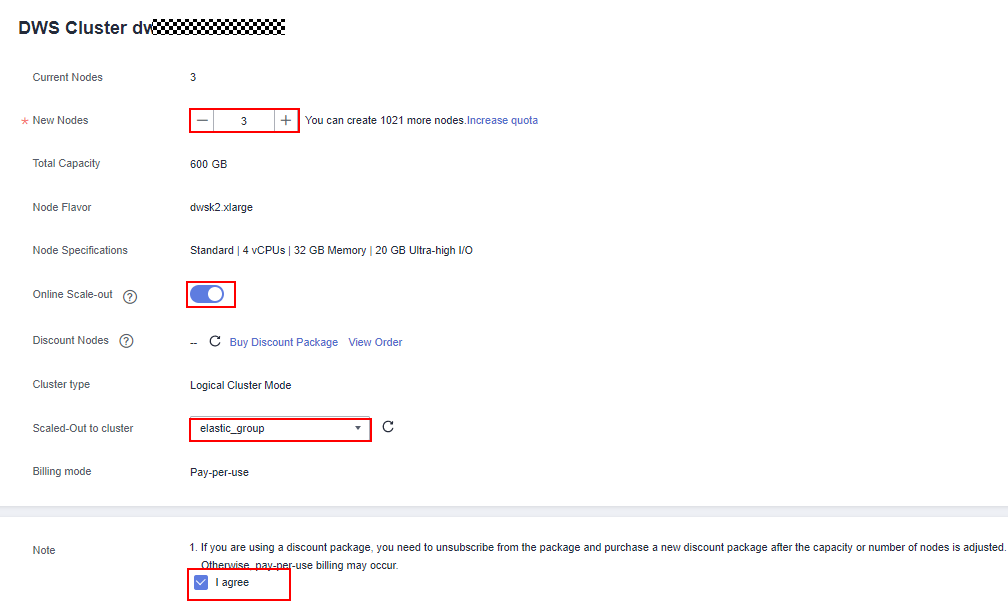 DWS Cluster dw
Current Nodes 3
* New Nodes — 3 + You can create 1021 more nodes.Increase quota
Total Capacity 600 GB
Node Flavor dwsk2.xlarge
Node Specifications Standard | 4 vCPUs | 32 GB Memory | 20 GB Ultra-high I/O
Online Scale-out ?
Discount Nodes ? -- Buy Discount Package View Order
Cluster type Logical Cluster Mode
Scaled-Out to cluster elastic_group
Billing mode Pay-per-use
Note 1. If you are using a discount package, you need to unsubscribe from the package and purchase a new discount package after the capacity or number of nodes is adjusted.
Otherwise, pay-per-use billing may occur.
I agree